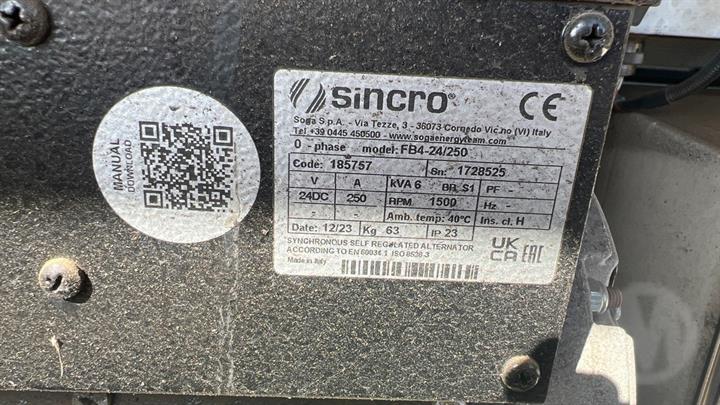 MANUAL
DOWNLOAD
sincro®
CE
Soga S.p.A. - Via Tezze, 3 - 36073 Cornedo Vic.no (VI) Italy
Tel +39 0445 450500 - www.sogaenergyteam.com
0 - phase model: FB4-24/250
Code: 185757 Sn: 1728525
V A kVA 6 BR. S1 PF -
24DC 250 RPM 1500 Hz -
- - Amb. temp: 40°C Ins. cl. H
Date: 12/23 Kg 63 IP 23
SYNCHRONOUS SELF REGULATED ALTERNATOR
ACCORDING TO EN 60034-1 ISO 8528-3
Made in Italy
UK
CA EAC
M